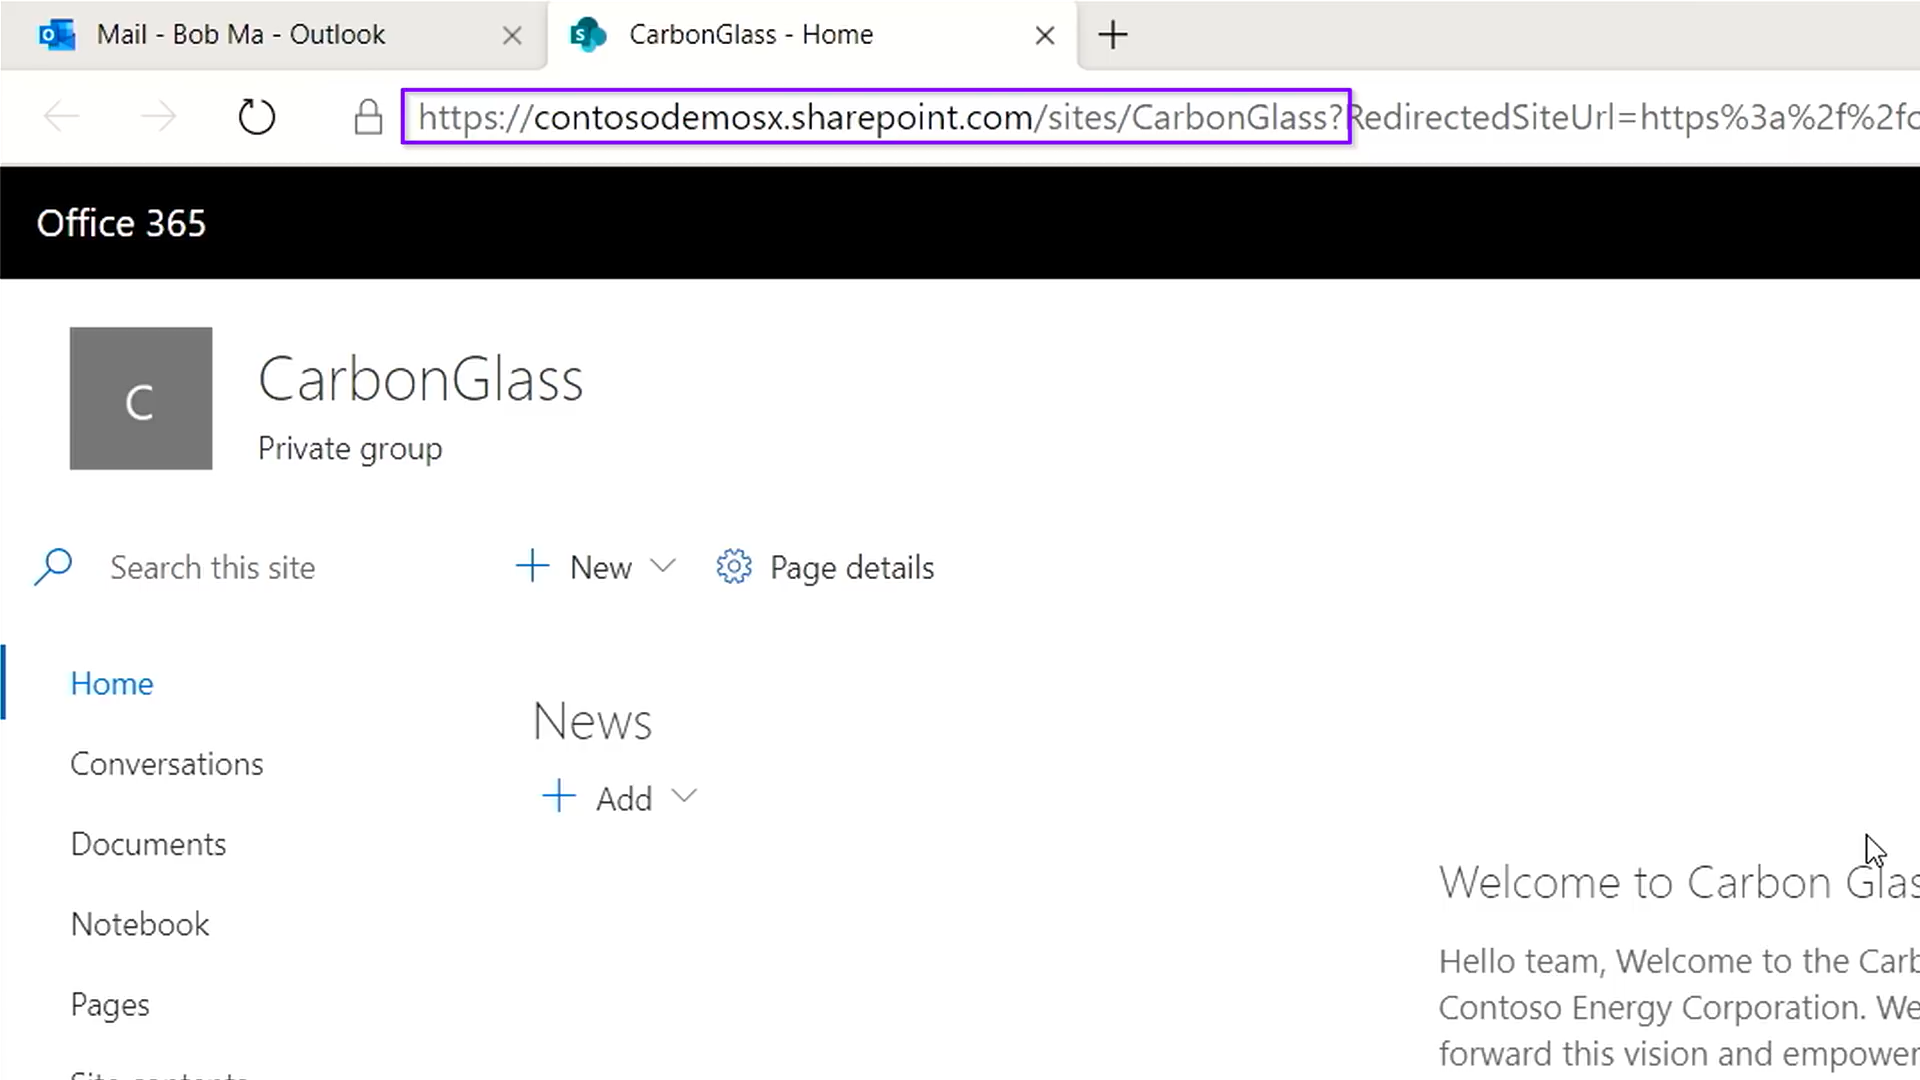 Mail - Bob Ma - Outlook
CarbonGlass - Home
https://contosodemosx.sharepoint.com/sites/CarbonGlass?RedirectedSiteUrl=https%3a%2f%2fc
Office 365
C
CarbonGlass
Private group
Search this site
New
Page details
Home
News
Conversations
Add
Documents
Welcome to Carbon Glas
Notebook
Hello team, Welcome to the Carb
Pages
Contoso Energy Corporation. We
forward this vision and empower
Site contents